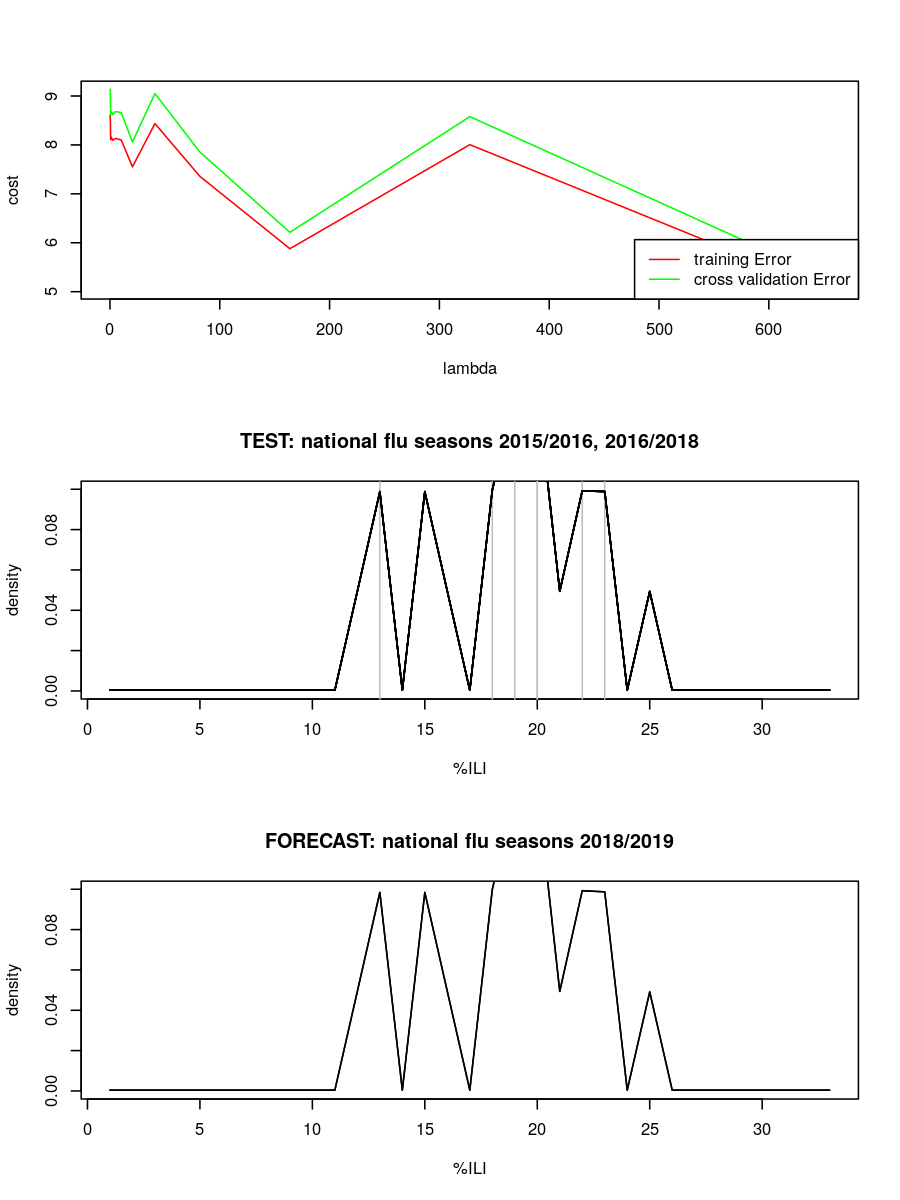 9
8
7
6
5
cost
training Error
cross validation Error
0 100 200 300 400 500 600
lambda
TEST: national flu seasons 2015/2016, 2016/2018
0.08
0.04
0.00
density
0 5 10 15 20 25 30
%ILI
FORECAST: national flu seasons 2018/2019
0.08
0.04
0.00
density
0 5 10 15 20 25 30
%ILI